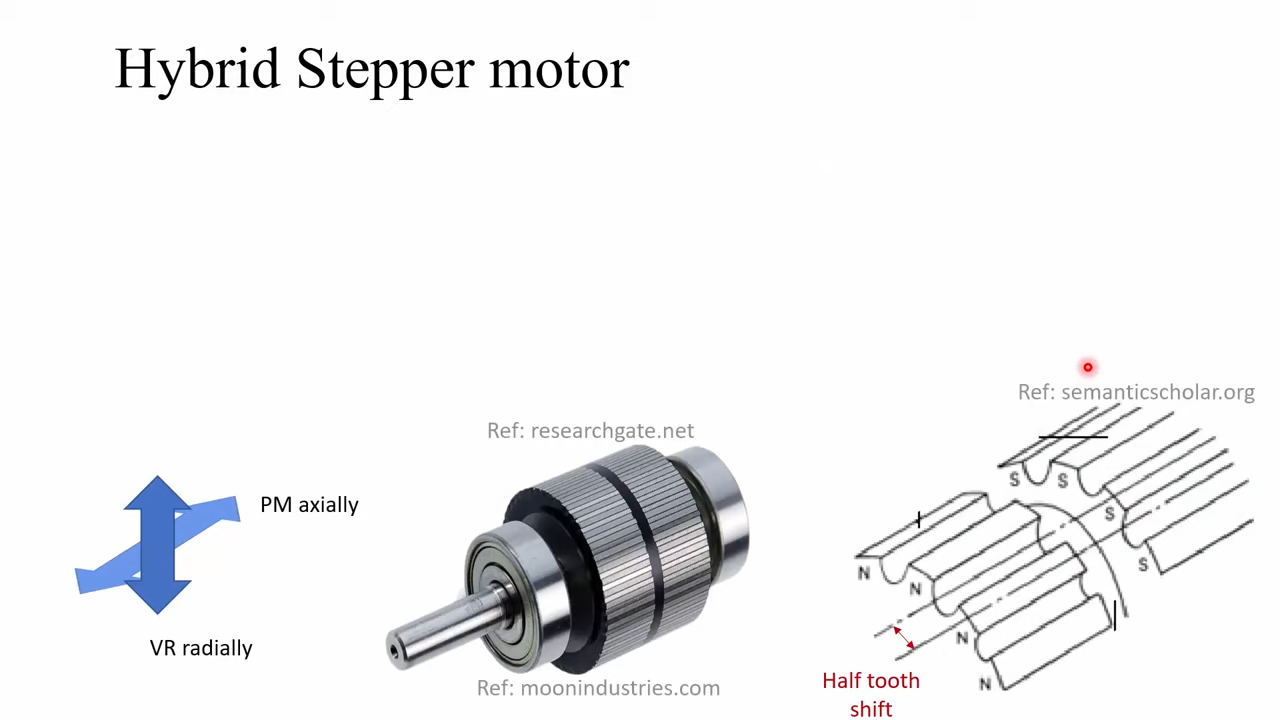 Hybrid Stepper motor
Ref: semanticscholar.org
Ref: researchgate.net
PM axially
VR radially
S
S
S
S
N
N
N
N
Half tooth
shift
Ref: moonindustries.com